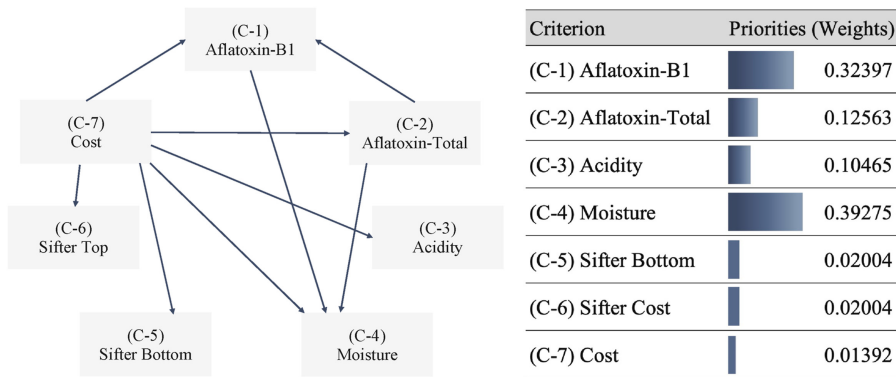 (C-1)
Aflatoxin-B1
(C-7)
Cost
(C-2)
Aflatoxin-Total
(C-6)
Sifter Top
(C-3)
Acidity
(C-5)
Sifter Bottom
(C-4)
Moisture
Criterion Priorities (Weights)
(C-1) Aflatoxin-B1 0.32397
(C-2) Aflatoxin-Total 0.12563
(C-3) Acidity 0.10465
(C-4) Moisture 0.39275
(C-5) Sifter Bottom 0.02004
(C-6) Sifter Cost 0.02004
(C-7) Cost 0.01392